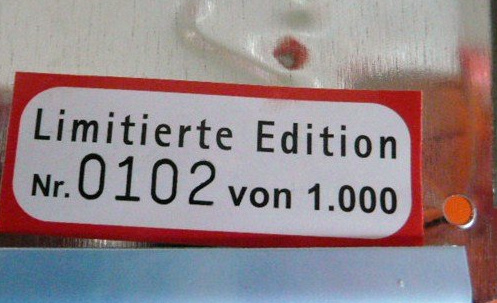 Limitierte Edition
Nr. 0102 von 1.000